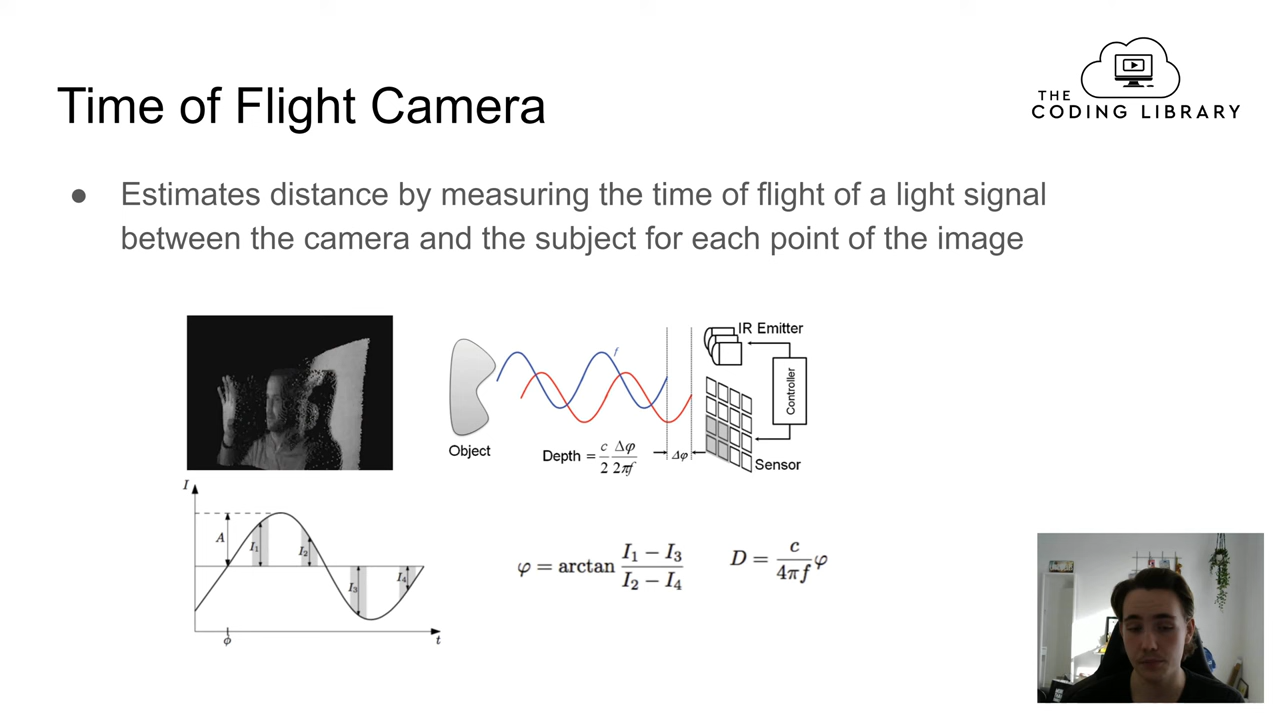 THE
CODING LIBRARY
Time of Flight Camera
● Estimates distance by measuring the time of flight of a light signal
between the camera and the subject for each point of the image
IR Emitter
f
Controller
Object
Depth = c/2 Δφ/2πf
Δφ
Sensor
I
A
I₁
I₂
I₃
I₄
ϕ
t
φ = arctan (I₁ − I₃)/(I₂ − I₄)
D = c/4πf φ